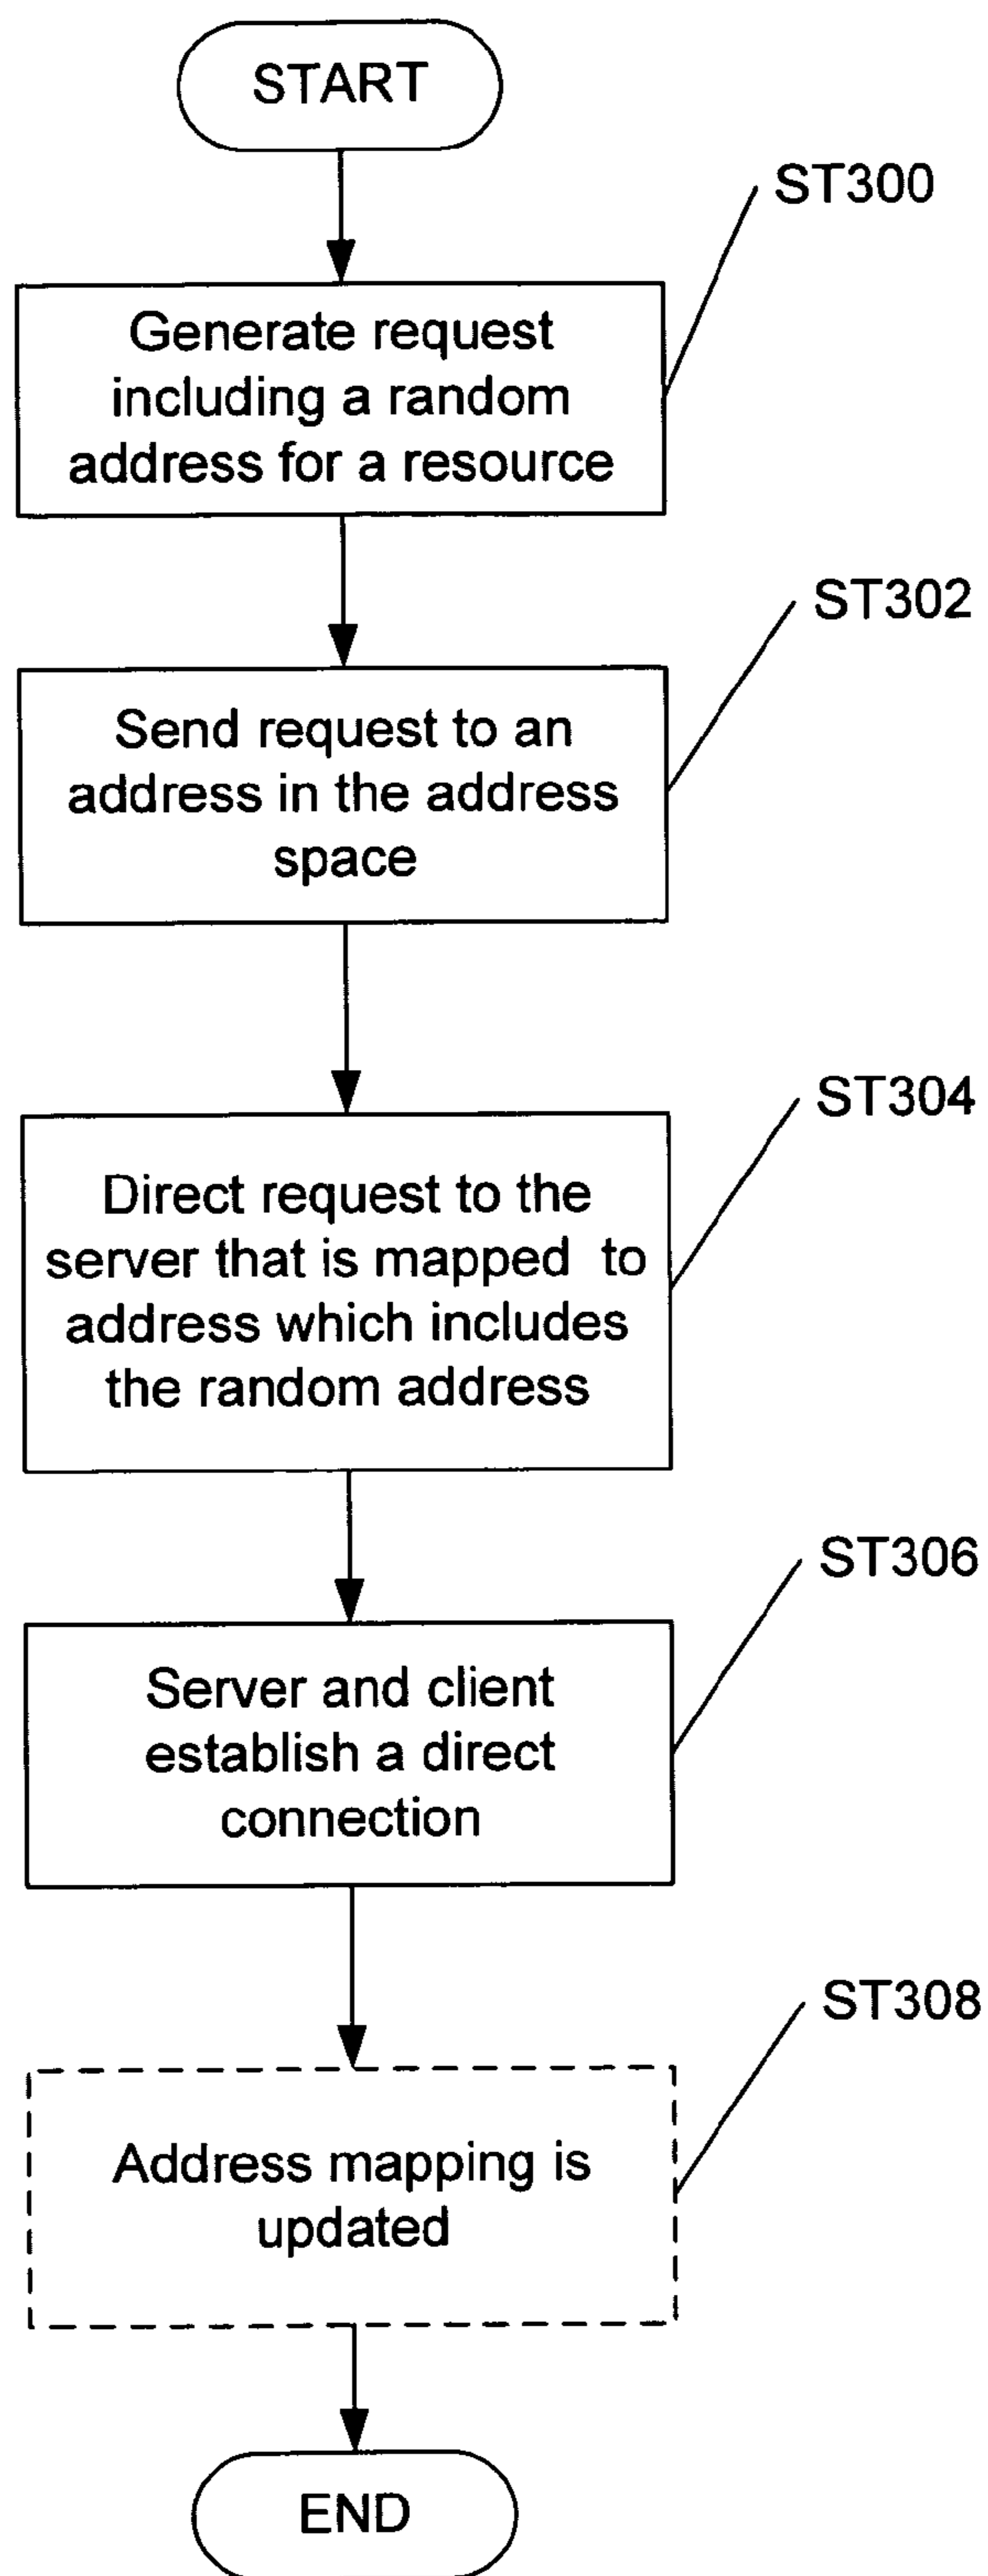 START
ST300
Generate request
including a random
address for a resource
ST302
Send request to an
address in the address
space
ST304
Direct request to the
server that is mapped to
address which includes
the random address
ST306
Server and client
establish a direct
connection
ST308
Address mapping is
updated
END